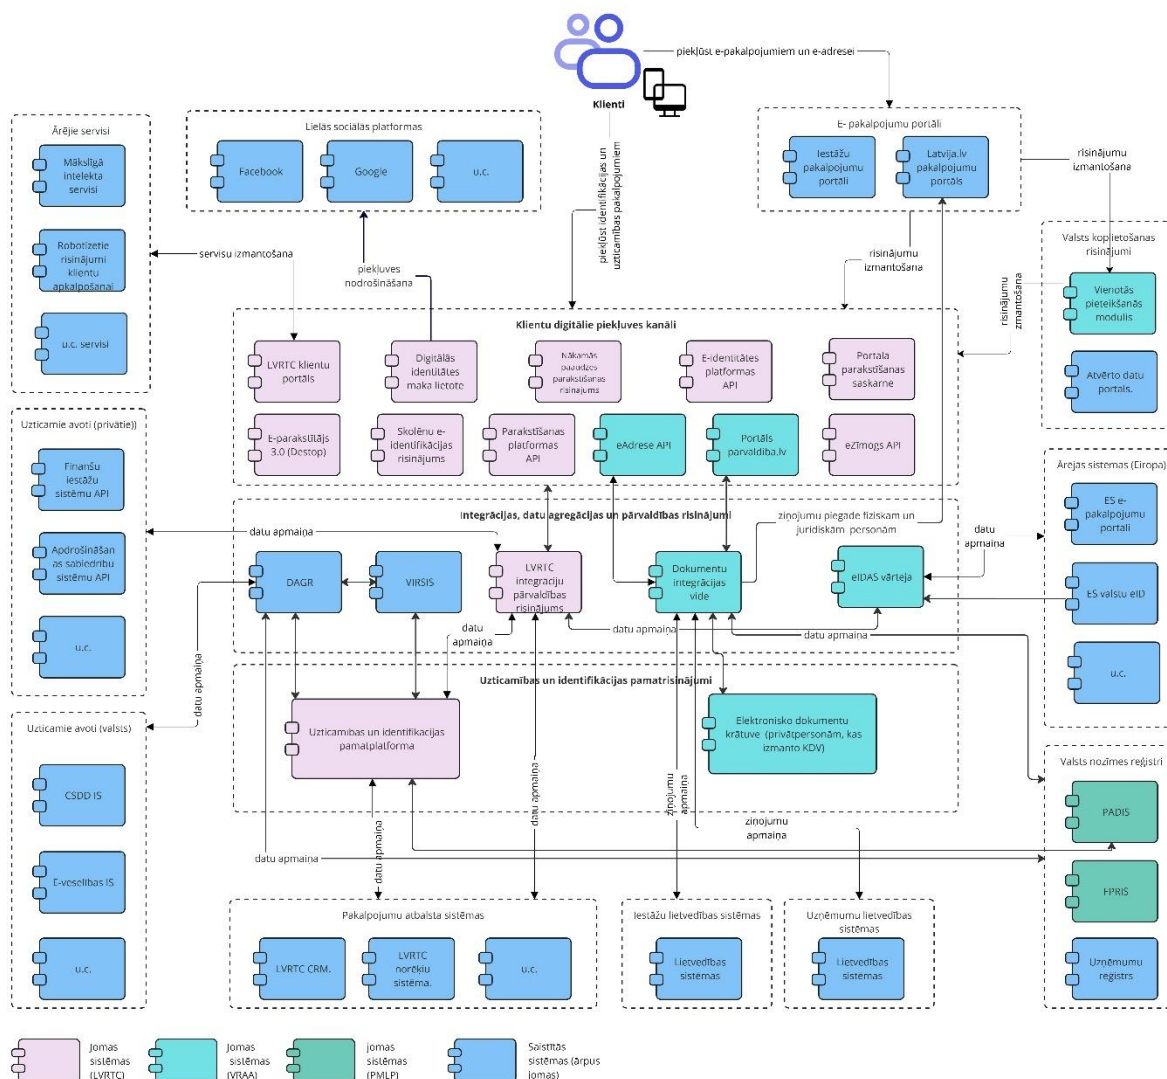 piekļūst e-pakalpojumiem un e-adresei
Klienti
Ārējie servisi
Mākslīgā
intelekta
servisi
Robotizētie
risinājumi
klientu
apkalpošanai
u.c. servisi
Lielās sociālās platformas
Facebook
Google
u.c.
piekļūst identifikācijas un
uzticamības pakalpojumiem
E- pakalpojumu portāli
Iestāžu
pakalpojumu
portāli
Latvija.lv
pakalpojumu
portāls
risinājumu
izmantošana
servisu izmantošana
piekļuves
nodrošināšana
risinājumu
izmantošana
risinājumu
zmantošana
Valsts koplietošanas
risinājumi
Vienotās
pieteikšanās
modulis
Atvērto datu
portals.
Klientu digitālie piekļuves kanāli
LVRTC klientu
portāls
Digitālās
identitātes
maka lietotе
Nākamās
paaudzes
parakstīšanas
risinājums
E-identitātes
platformas
API
Portāla
parakstīšanas
saskarne
E-parakstītājs
3.0 (Destop)
Skolēnu e-
identifikācijas
risinājums
Parakstīšanas
platformas
API
eAdrese API
Portāls
parvaldiba.lv
eZīmogs API
Uzticamie avoti (privātie))
Finanšu
iestāžu
sistēmu API
Apdrošināšan
as sabiedrību
sistēmu API
u.c.
datu apmaiņa
Integrācijas, datu agregācijas un pārvaldības risinājumi
ziņojumu piegāde fiziskam un
juridiskām personām
DAGR
VIRSIS
LVRTC
integrāciju
pārvaldības
risinājums
Dokumentu
integrācijas
vide
eIDAS vārteja
datu
apmaiņa
Ārējās sistēmas (Eiropa)
ES e-
pakalpojumu
portāli
ES valstu eID
u.c.
datu
apmaiņa
datu apmaiņa
datu apmaiņa
datu apmaiņa
Uzticamības un identifikācijas pamatrisinājumi
Uzticamības un identifikācijas
pamatplatforma
Elektronisko dokumentu
krātuve (privātpersonām, kas
izmanto KDV)
Uzticamie avoti (valsts)
CSDD IS
E-veselības IS
u.c.
datu apmaiņa
datu apmaiņa
datu apmaiņa
ziņojumu
apmaiņa
ziņojumu
apmaiņa
Valsts nozīmes reģistri
PADIS
FPRIS
Uzņēmumu
reģistrs
Pakalpojumu atbalsta sistēmas
LVRTC CRM.
LVRTC
norēķiu
sistēma.
u.c.
Iestāžu lietvedības sistēmas
Lietvedības
sistēmas
Uzņēmumu lietvedības
sistēmas
Lietvedības
sistēmas
Jomas
sistēmas
(LVRTC)
Jomas
sistēmas
(VRAA)
jomas
sistēmas
(PMLP)
Saistītās
sistēmas (ārpus
jomas)